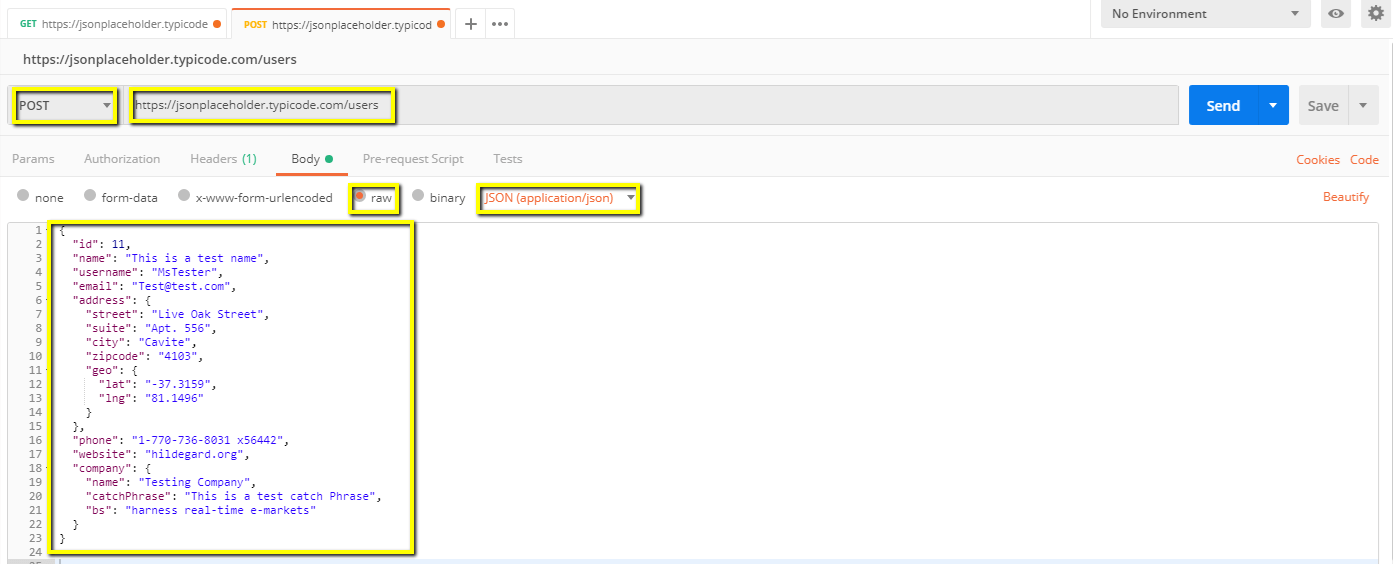 GET https://jsonplaceholder.typicode POST https://jsonplaceholder.typicod + ••• No Environment
https://jsonplaceholder.typicode.com/users
POST https://jsonplaceholder.typicode.com/users Send Save
Params Authorization Headers (1) Body Pre-request Script Tests Cookies Code
none form-data x-www-form-urlencoded raw binary JSON (application/json) Beautify
1 {
2 "id": 11,
3 "name": "This is a test name",
4 "username": "MsTester",
5 "email": "Test@test.com",
6 "address": {
7 "street": "Live Oak Street",
8 "suite": "Apt. 556",
9 "city": "Cavite",
10 "zipcode": "4103",
11 "geo": {
12 "lat": "-37.3159",
13 "lng": "81.1496"
14 }
15 },
16 "phone": "1-770-736-8031 x56442",
17 "website": "hildegard.org",
18 "company": {
19 "name": "Testing Company",
20 "catchPhrase": "This is a test catch Phrase",
21 "bs": "harness real-time e-markets"
22 }
23 }
24